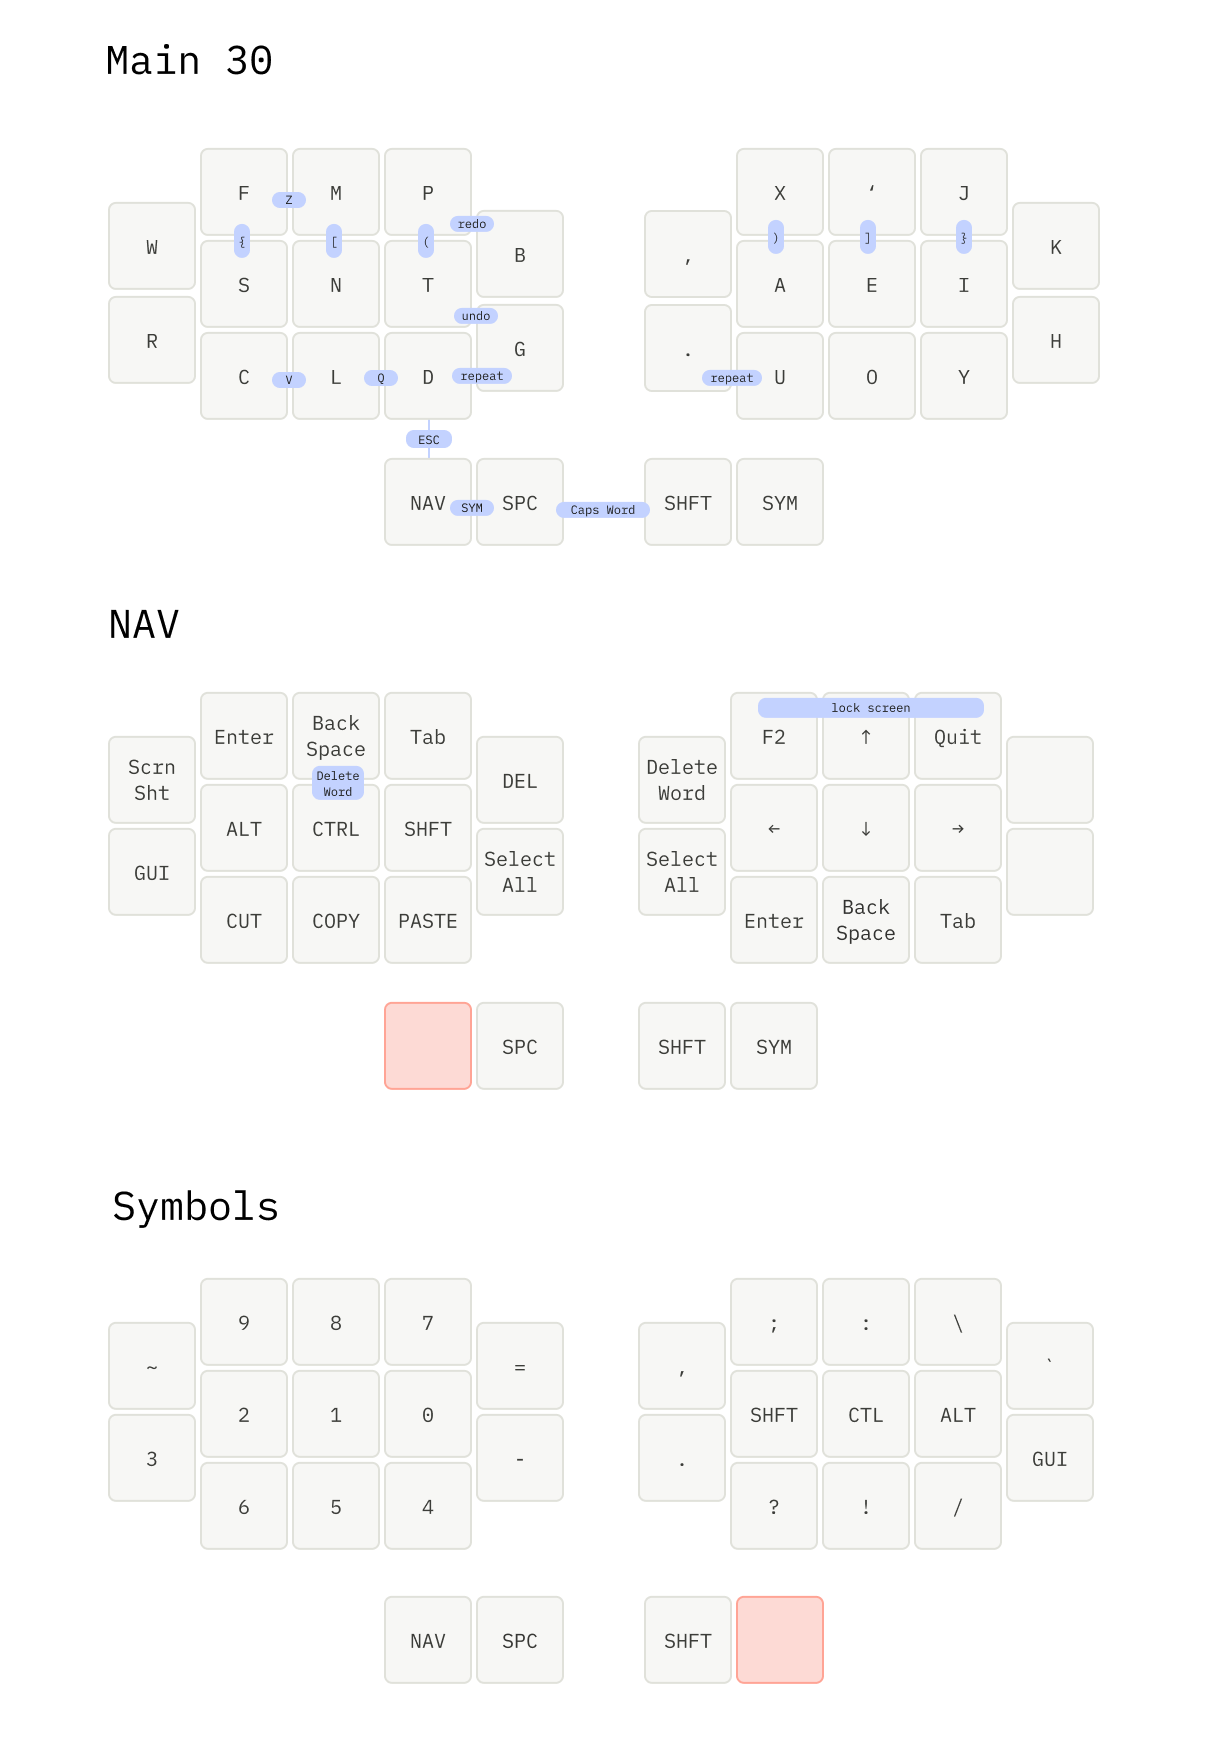 Main 30
F Z M P X ‘ J
redo
W { [ ( B , ) ] } K
S N T A E I
undo
R G . H
C V L Q D repeat repeat U O Y
ESC
NAV SYM SPC Caps Word SHFT SYM
NAV
lock screen
Enter Back Space Tab F2 ↑ Quit
Scrn Sht Delete Word DEL Delete Word
ALT CTRL SHFT ← ↓ →
GUI Select All Select All
CUT COPY PASTE Enter Back Space Tab
SPC SHFT SYM
Symbols
9 8 7 ; : \
~ = , `
2 1 0 SHFT CTL ALT
3 - . GUI
6 5 4 ? ! /
NAV SPC SHFT